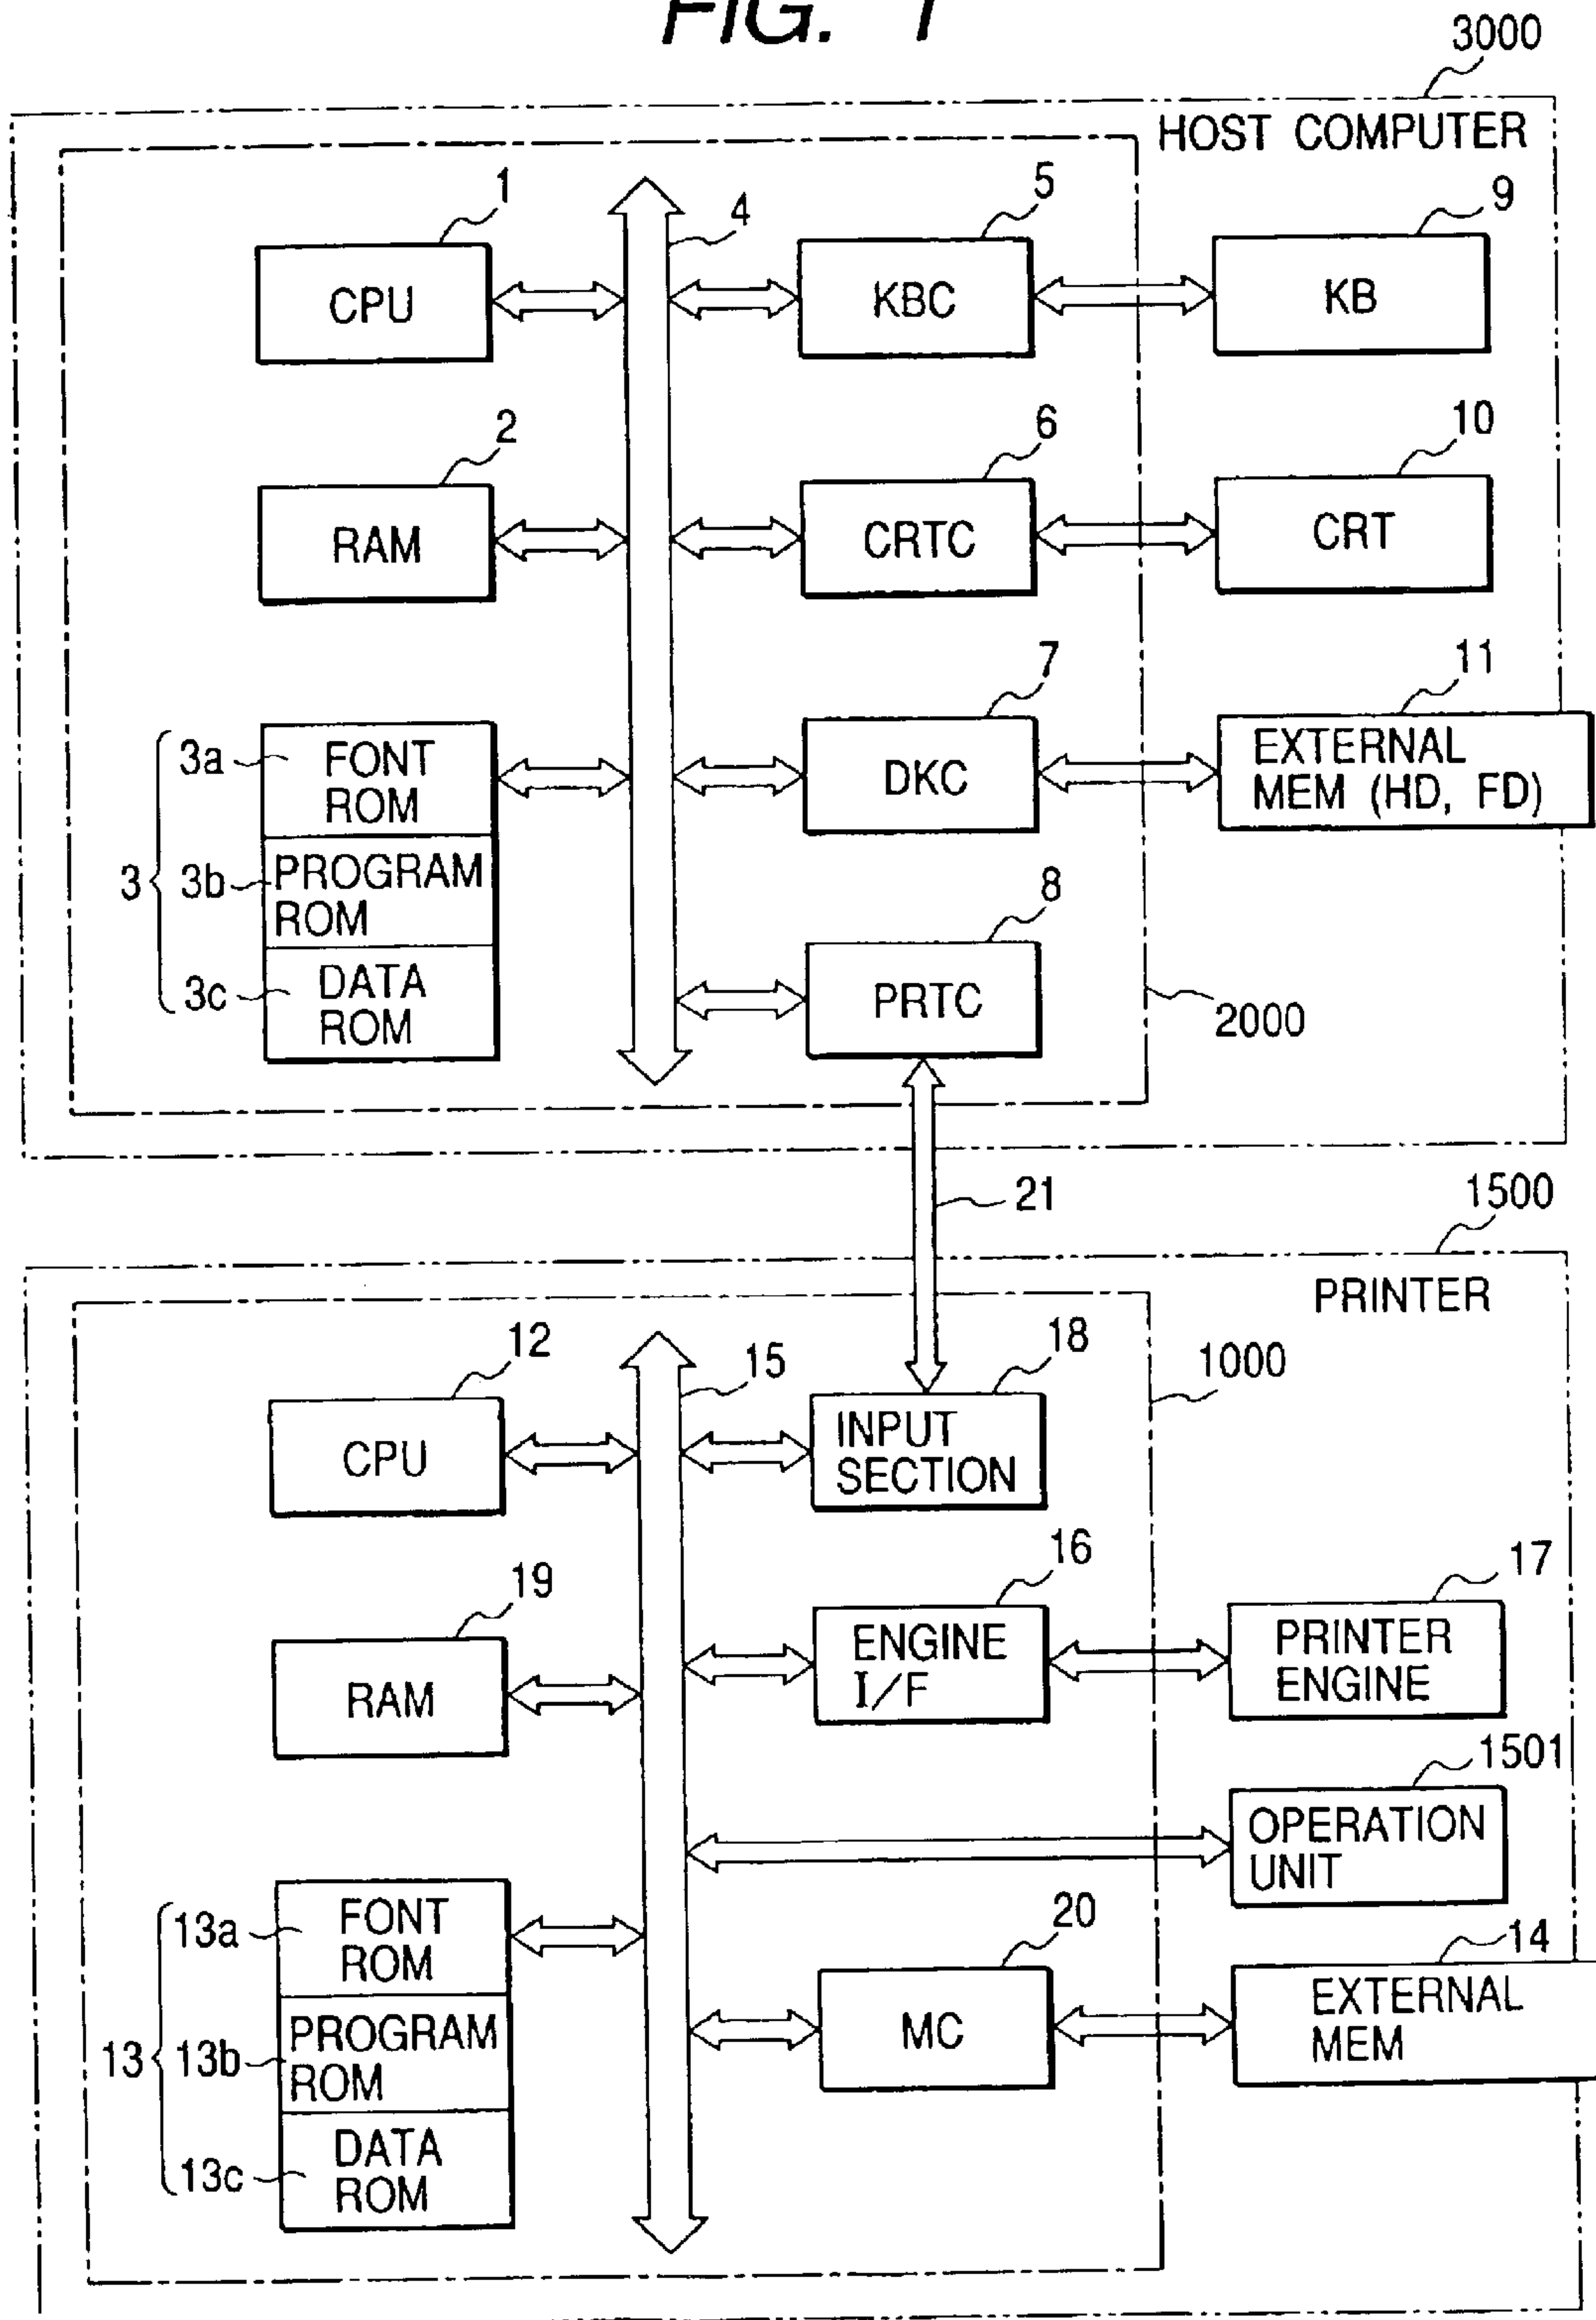 FIG. 1
3000
HOST COMPUTER
1
4
5
9
CPU
KBC
KB
2
6
10
RAM
CRTC
CRT
7
11
3a
FONT
ROM
DKC
EXTERNAL
MEM (HD, FD)
3
3b
PROGRAM
ROM
8
3c
DATA
ROM
PRTC
2000
21
1500
PRINTER
12
15
18
1000
CPU
INPUT
SECTION
19
16
17
RAM
ENGINE
I/F
PRINTER
ENGINE
1501
OPERATION
UNIT
13a
FONT
ROM
20
14
13
13b
PROGRAM
ROM
MC
EXTERNAL
MEM
13c
DATA
ROM